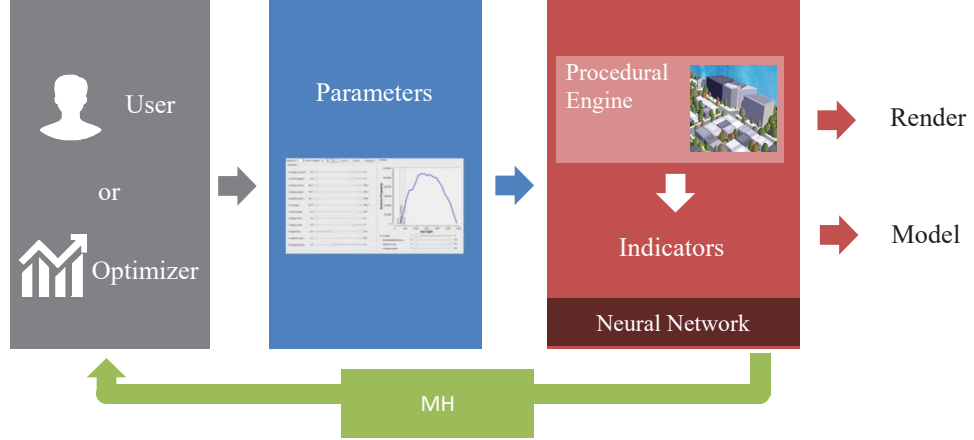 User
or
Optimizer
Parameters
Procedural
Engine
Indicators
Neural Network
Render
Model
MH